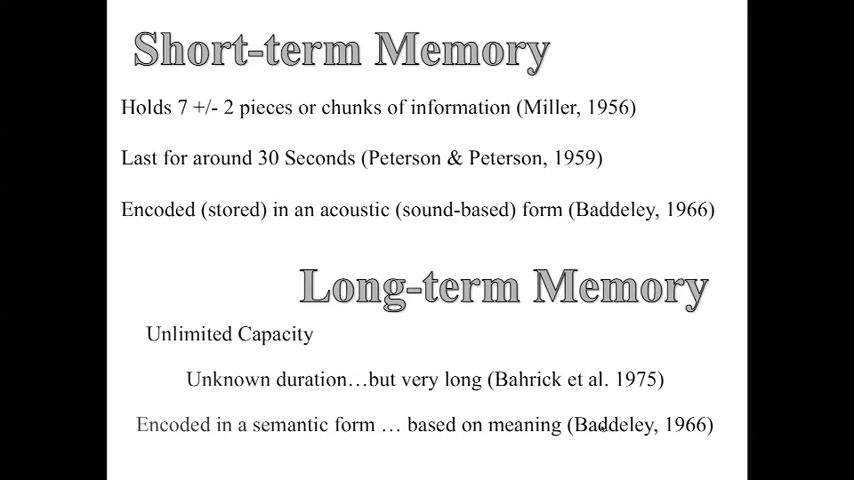 Short-term Memory
Holds 7 +/- 2 pieces or chunks of information (Miller, 1956)
Last for around 30 Seconds (Peterson & Peterson, 1959)
Encoded (stored) in an acoustic (sound-based) form (Baddeley, 1966)
Long-term Memory
Unlimited Capacity
Unknown duration…but very long (Bahrick et al. 1975)
Encoded in a semantic form … based on meaning (Baddeley, 1966)